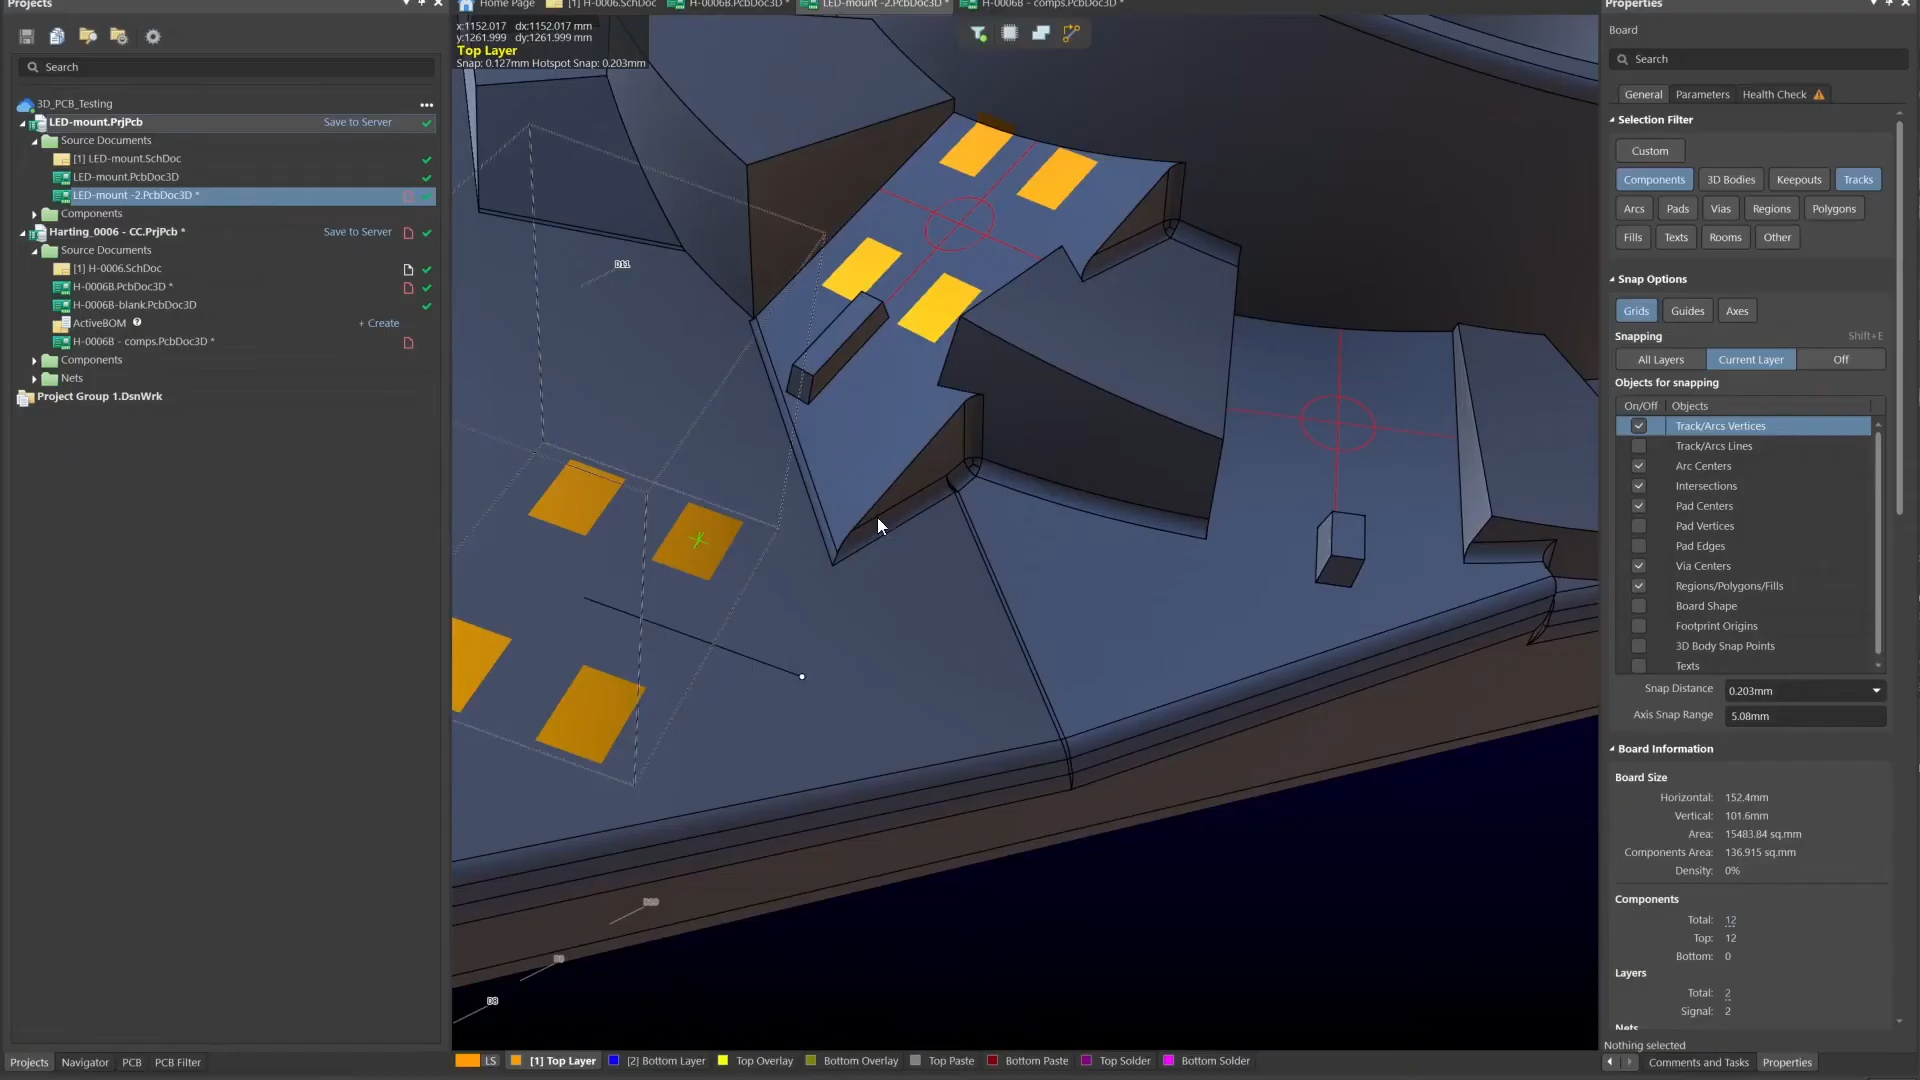 Projects
Search
3D_PCB_Testing
LED-mount.PrjPcb Save to Server
Source Documents
[1] LED-mount.SchDoc
LED-mount.PcbDoc3D
LED-mount -2.PcbDoc3D *
Components
Harting_0006 - CC.PrjPcb * Save to Server
Source Documents
[1] H-0006.SchDoc
H-0006B.PcbDoc3D *
H-0006B-blank.PcbDoc3D
ActiveBOM + Create
H-0006B - comps.PcbDoc3D *
Components
Nets
Project Group 1.DsnWrk
Projects Navigator PCB PCB Filter
Home Page [1] H-0006.SchDoc H-0006B.PcbDoc3D * LED-mount -2.PcbDoc3D * H-0006B - comps.PcbDoc3D *
x:1152.017 dx:1152.017 mm
y:1261.999 dy:1261.999 mm
Top Layer
Snap: 0.127mm Hotspot Snap: 0.203mm
D11
D10
D9
D8
LS [1] Top Layer [2] Bottom Layer Top Overlay Bottom Overlay Top Paste Bottom Paste Top Solder Bottom Solder
Properties
Board
Search
General Parameters Health Check
Selection Filter
Custom
Components 3D Bodies Keepouts Tracks
Arcs Pads Vias Regions Polygons
Fills Texts Rooms Other
Snap Options
Grids Guides Axes
Snapping Shift+E
All Layers Current Layer Off
Objects for snapping
On/Off Objects
Track/Arcs Vertices
Track/Arcs Lines
Arc Centers
Intersections
Pad Centers
Pad Vertices
Pad Edges
Via Centers
Regions/Polygons/Fills
Board Shape
Footprint Origins
3D Body Snap Points
Texts
Snap Distance 0.203mm
Axis Snap Range 5.08mm
Board Information
Board Size
Horizontal: 152.4mm
Vertical: 101.6mm
Area: 15483.84 sq.mm
Components Area: 136.915 sq.mm
Density: 0%
Components
Total: 12
Top: 12
Bottom: 0
Layers
Total: 2
Signal: 2
Nets
Nothing selected
Comments and Tasks Properties